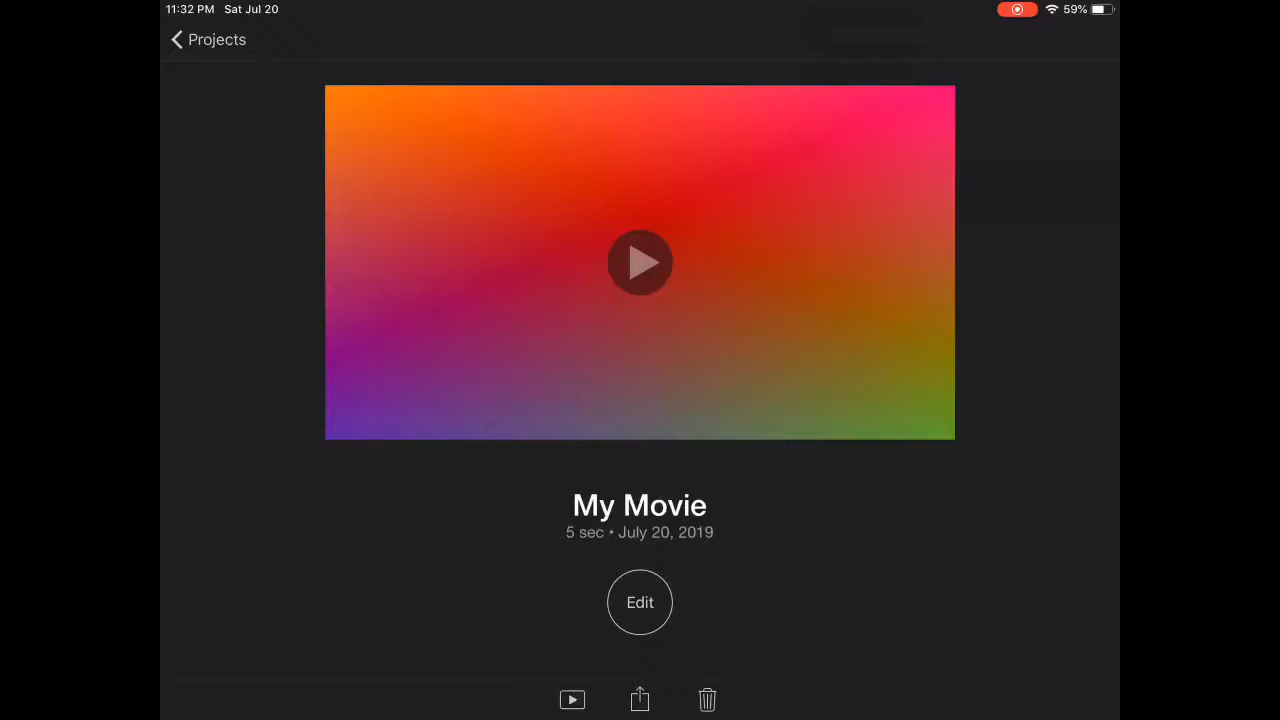 11:32 PM Sat Jul 20 59%
Projects
My Movie
5 sec • July 20, 2019
Edit